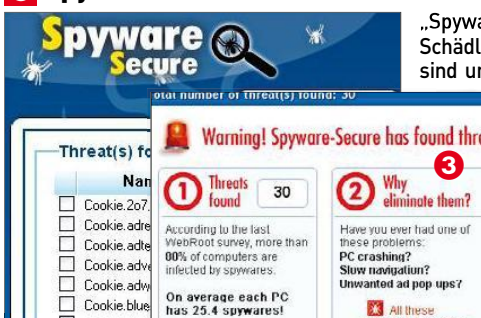 Spyware
Secure
„Spywa
Schädl
sind un
otal number of threat(s) found: 30
Warning! Spyware-Secure has found thre
Threat(s) fo
Nan
Cookie.2o7.
Cookie.adre
Cookie.adte
Cookie.adve
Cookie.adw
Cookie.blue
1 Threats
found 30
According to the last
WebRoot survey, more than
00% of computers are
infected by spywares.
On average each PC
has 25.4 spywares!
3
2 Why
eliminate them?
Have you ever had one of
these problems:
PC crashing?
Slow navigation?
Unwanted ad pop ups?
All these